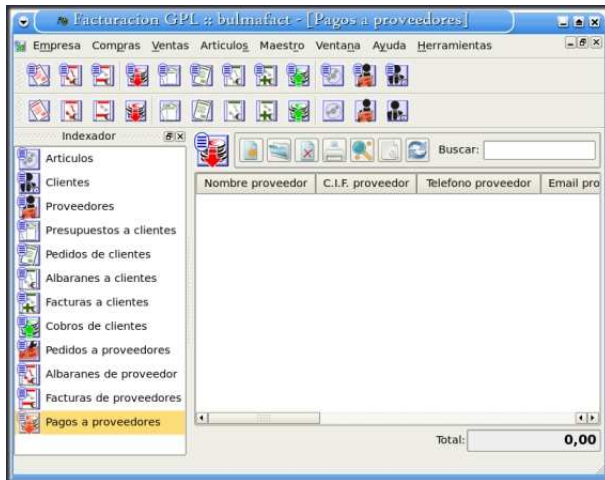 Facturacion GPL :: bulmafact - [Pagos a proveedores]
Empresa Compras Ventas Articulos Maestro Ventana Ayuda Herramientas
Indexador
Buscar:
Articulos
Clientes
Proveedores
Presupuestos a clientes
Pedidos de clientes
Albaranes a clientes
Facturas a clientes
Cobros de clientes
Pedidos a proveedores
Albaranes de proveedor
Facturas de proveedores
Pagos a proveedores
Nombre proveedor C.I.F. proveedor Telefono proveedor Email pro
Total: 0,00